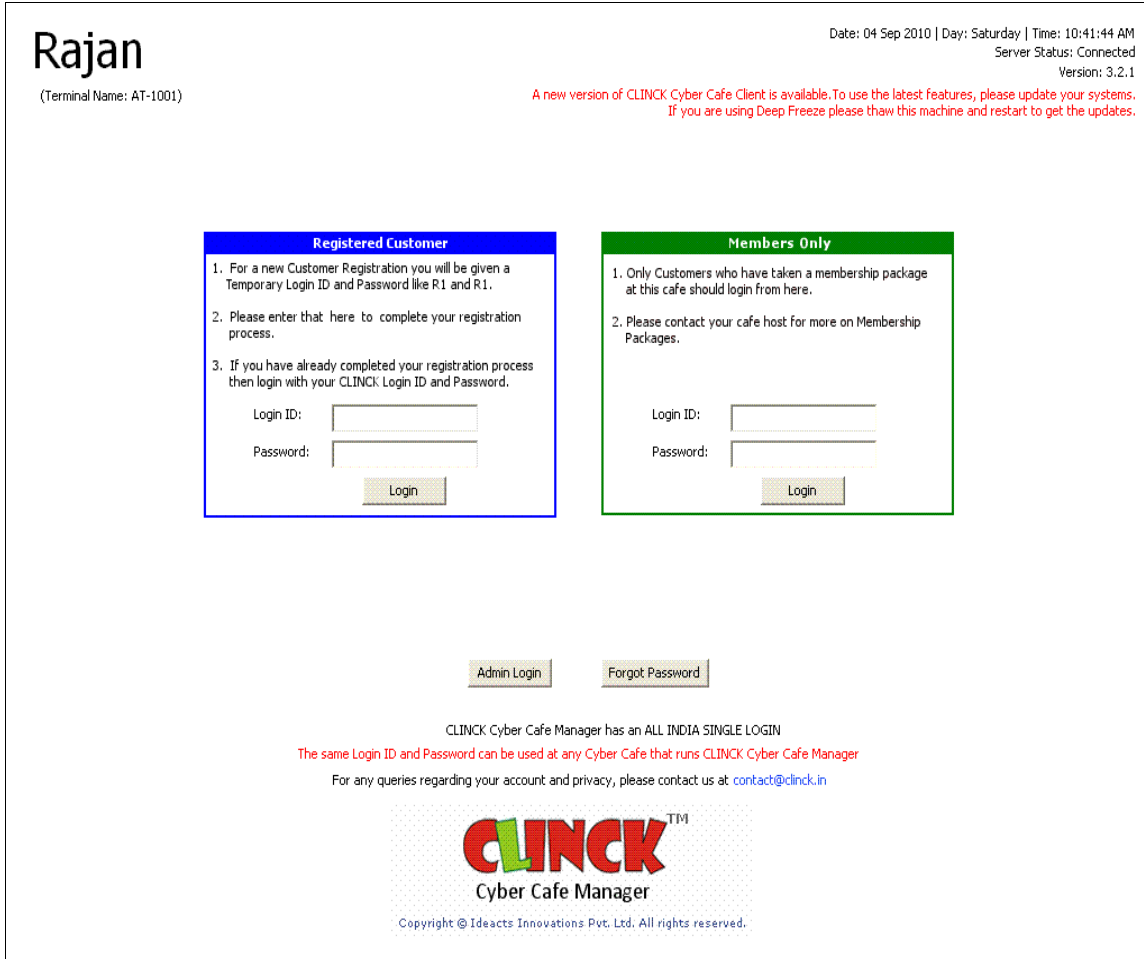 Rajan
(Terminal Name: AT-1001)
Date: 04 Sep 2010 | Day: Saturday | Time: 10:41:44 AM
Server Status: Connected
Version: 3.2.1
A new version of CLINCK Cyber Cafe Client is available.To use the latest features, please update your systems.
If you are using Deep Freeze please thaw this machine and restart to get the updates.
Registered Customer
1. For a new Customer Registration you will be given a
Temporary Login ID and Password like R1 and R1.
2. Please enter that here to complete your registration
process.
3. If you have already completed your registration process
then login with your CLINCK Login ID and Password.
Login ID:
Password:
Login
Members Only
1. Only Customers who have taken a membership package
at this cafe should login from here.
2. Please contact your cafe host for more on Membership
Packages.
Login ID:
Password:
Login
Admin Login
Forgot Password
CLINCK Cyber Cafe Manager has an ALL INDIA SINGLE LOGIN
The same Login ID and Password can be used at any Cyber Cafe that runs CLINCK Cyber Cafe Manager
For any queries regarding your account and privacy, please contact us at contact@clinck.in
CLINCK TM
Cyber Cafe Manager
Copyright © Ideacts Innovations Pvt. Ltd. All rights reserved.